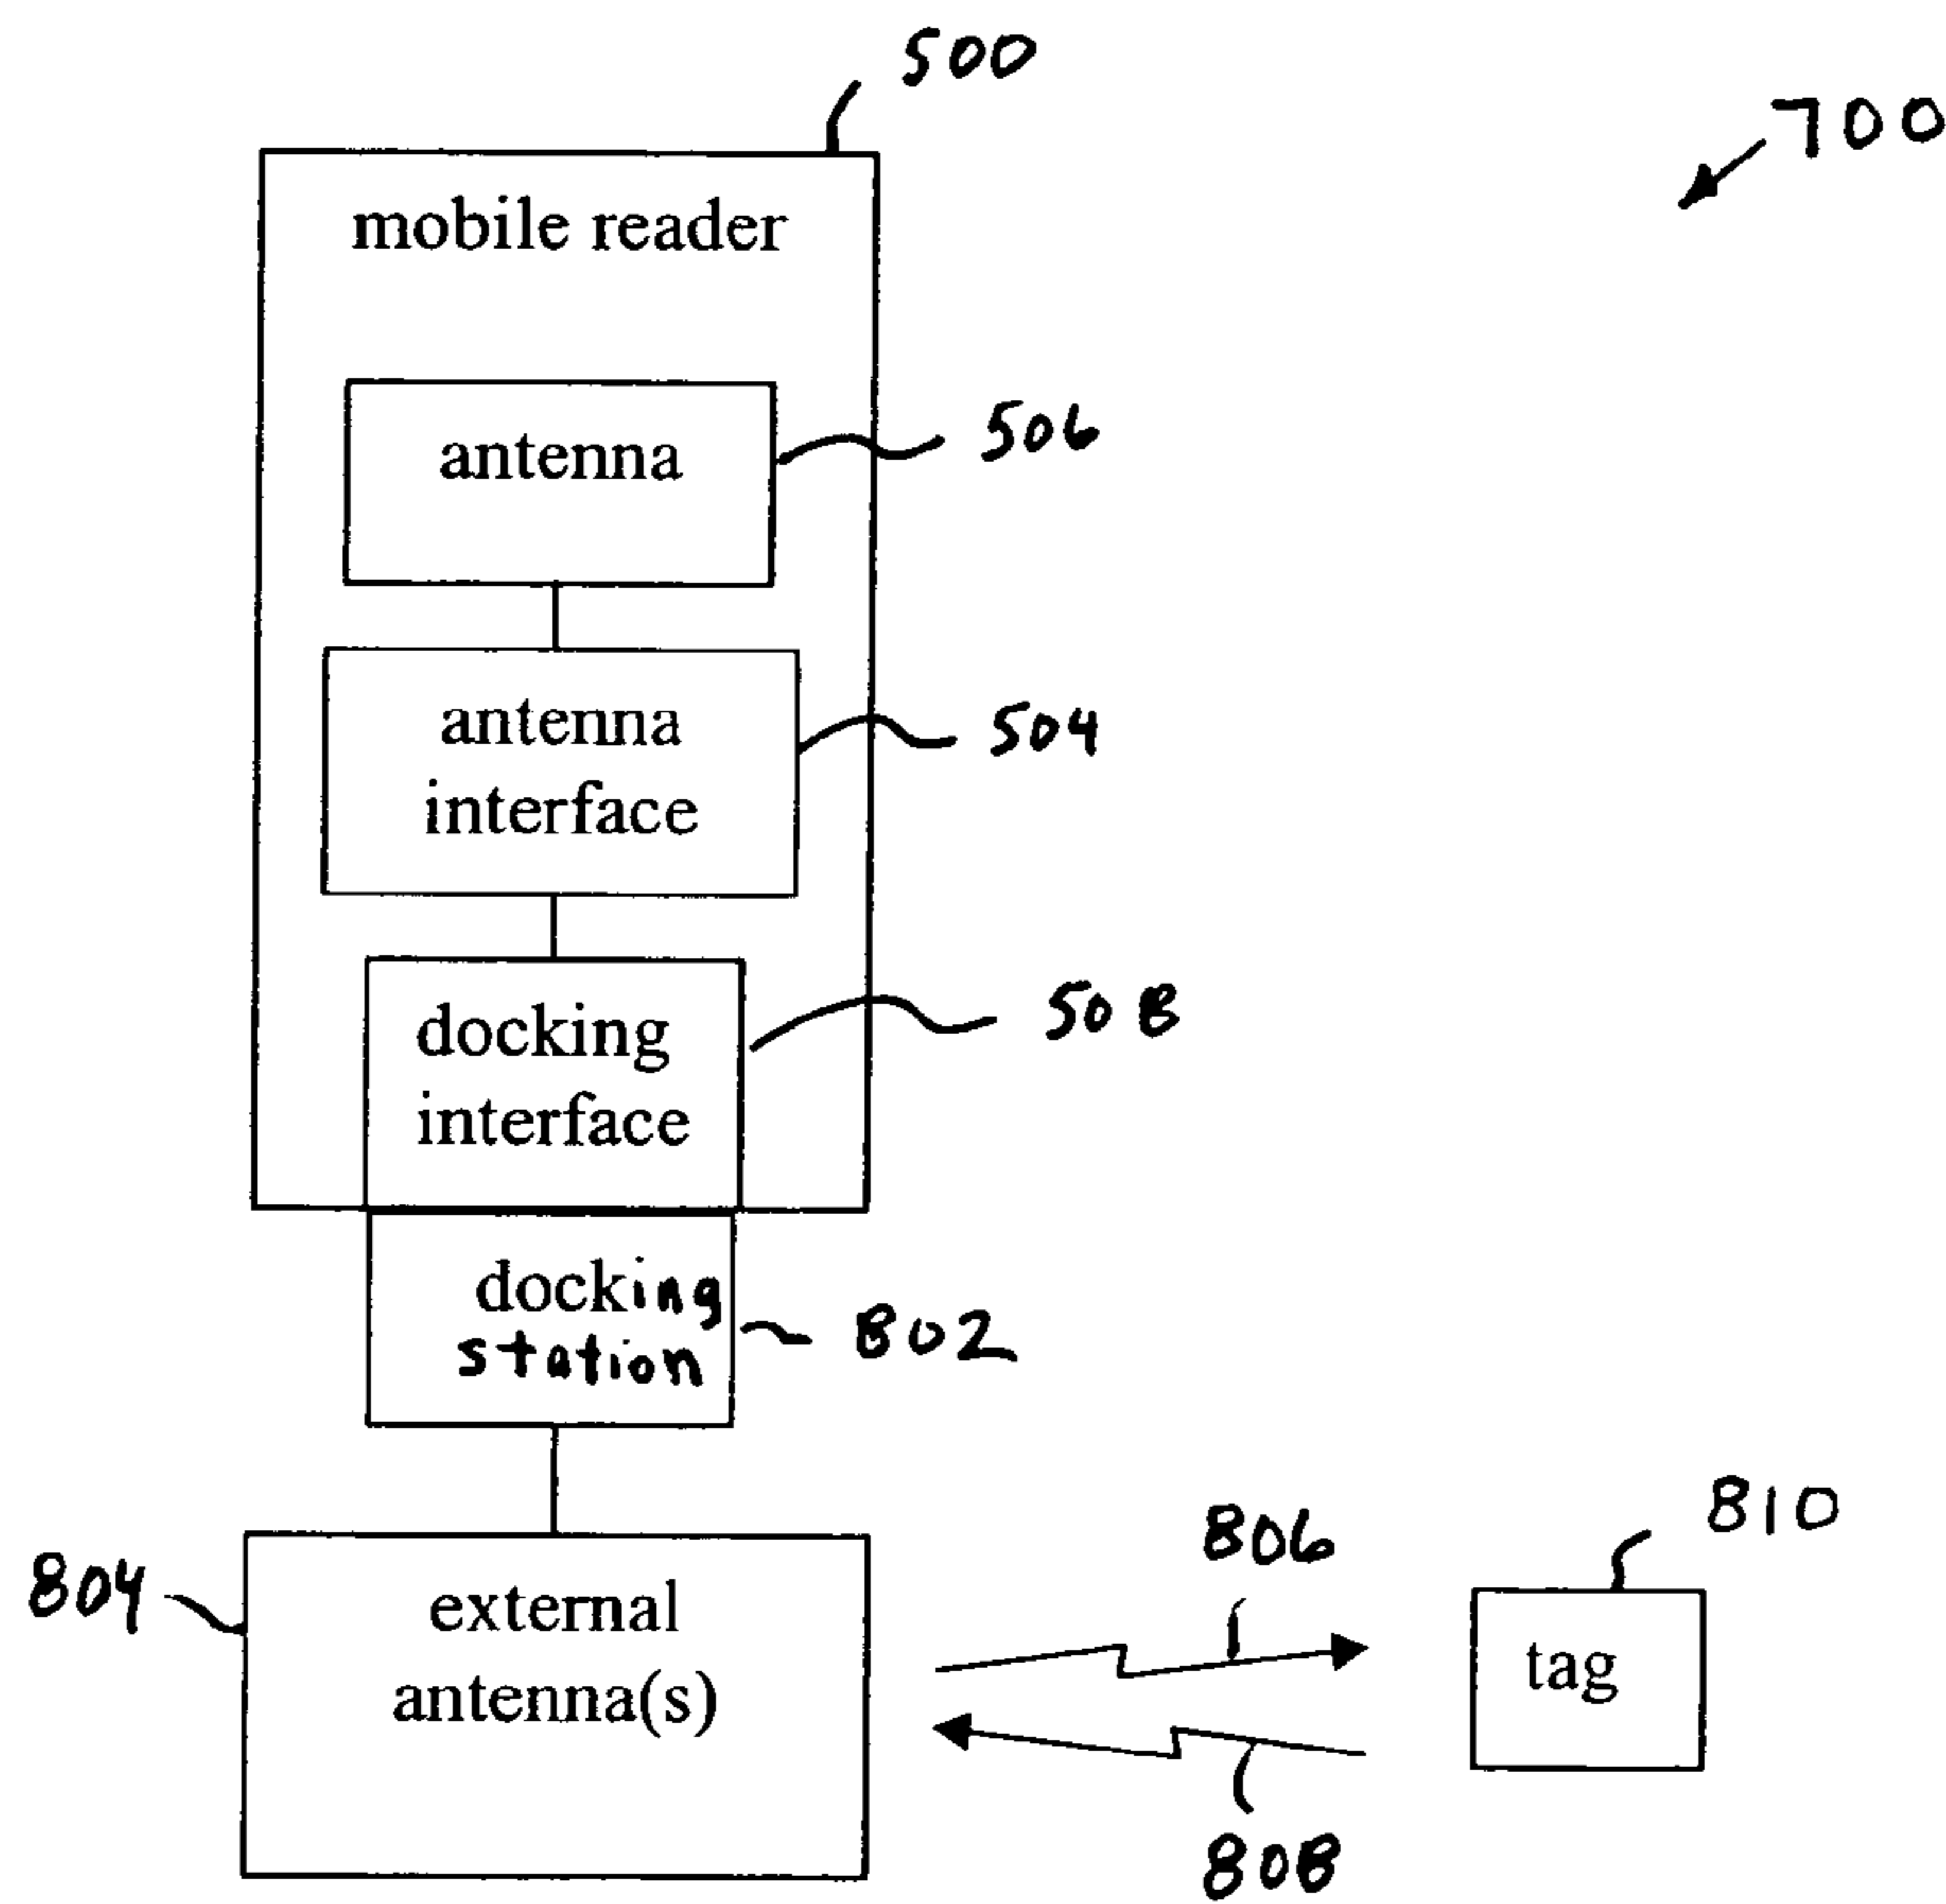 500
700
mobile reader
antenna
506
antenna
interface
504
docking
interface
508
docking
station
802
804
external
antenna(s)
806
808
810
tag